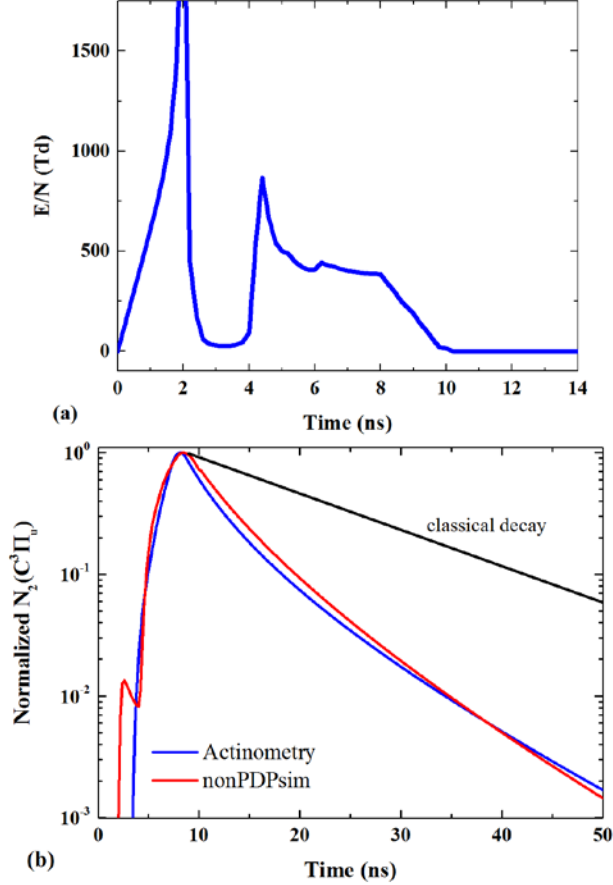 1500
1000
500
0
E/N (Td)
0 2 4 6 8 10 12 14
(a)
Time (ns)
10⁰
10⁻¹
10⁻²
10⁻³
Normalized N₂(C³Πᵤ)
classical decay
Actinometry
nonPDPsim
0 10 20 30 40 50
(b)
Time (ns)